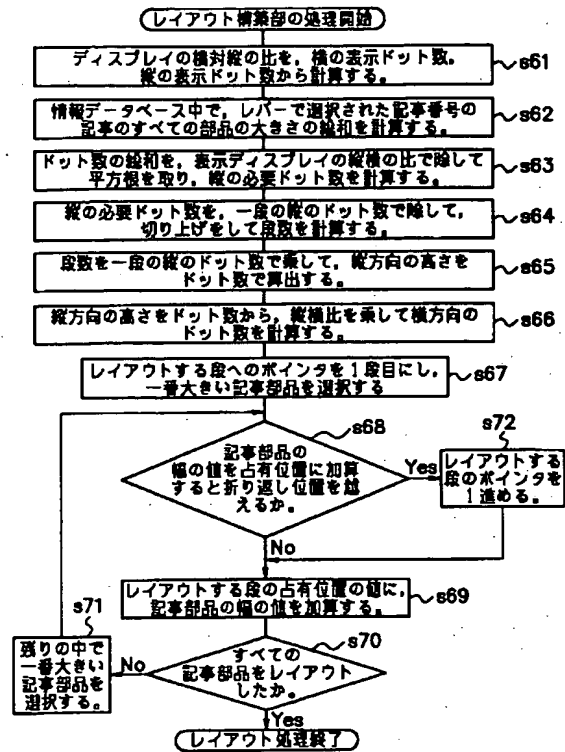 レイアウト構築部の処理開始
ディスプレイの横対縦の比を,横の表示ドット数,
縦の表示ドット数から計算する。
s61
情報データベース中で,レバーで選択された記事番号の
記事のすべての部品の大きさの総和を計算する。
s62
ドット数の総和を,表示ディスプレイの縦横の比で除して
平方根を取り,縦の必要ドット数を計算する。
s63
縦の必要ドット数を,一段の縦のドット数で除して,
切り上げをして段数を計算する。
s64
段数を一段の縦のドット数で乗して,縦方向の高さを
ドット数で算出する。
s65
縦方向の高さをドット数から,縦横比を乗して横方向の
ドット数を計算する。
s66
レイアウトする段へのポインタを1段目にし,
一番大きい記事部品を選択する
s67
s68
記事部品の
幅の値を占有位置に加算
すると折り返し位置を越
えるか。
Yes
s72
レイアウトする
段のポインタを
1進める。
No
レイアウトする段の占有位置の値に,
記事部品の幅の値を加算する。
s69
s70
すべての
記事部品をレイアウト
したか。
No
s71
残りの中で
一番大きい
記事部品を
選択する。
Yes
レイアウト処理終了